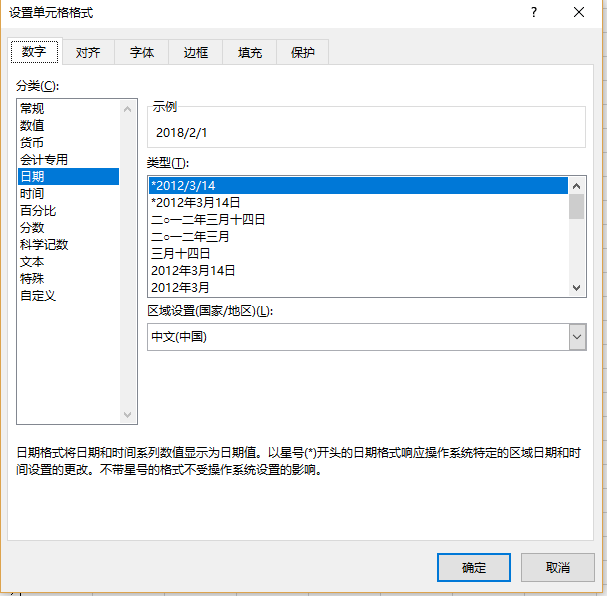 设置单元格格式
?
数字
对齐
字体
边框
填充
保护
分类(C):
常规
数值
货币
会计专用
日期
时间
百分比
分数
科学记数
文本
特殊
自定义
示例
2018/2/1
类型(T):
*2012/3/14
*2012年3月14日
二○一二年三月十四日
二○一二年三月
三月十四日
2012年3月14日
2012年3月
区域设置(国家/地区)(L):
中文(中国)
日期格式将日期和时间系列数值显示为日期值。以星号(*)开头的日期格式响应操作系统特定的区域日期和时
间设置的更改。不带星号的格式不受操作系统设置的影响。
确定
取消